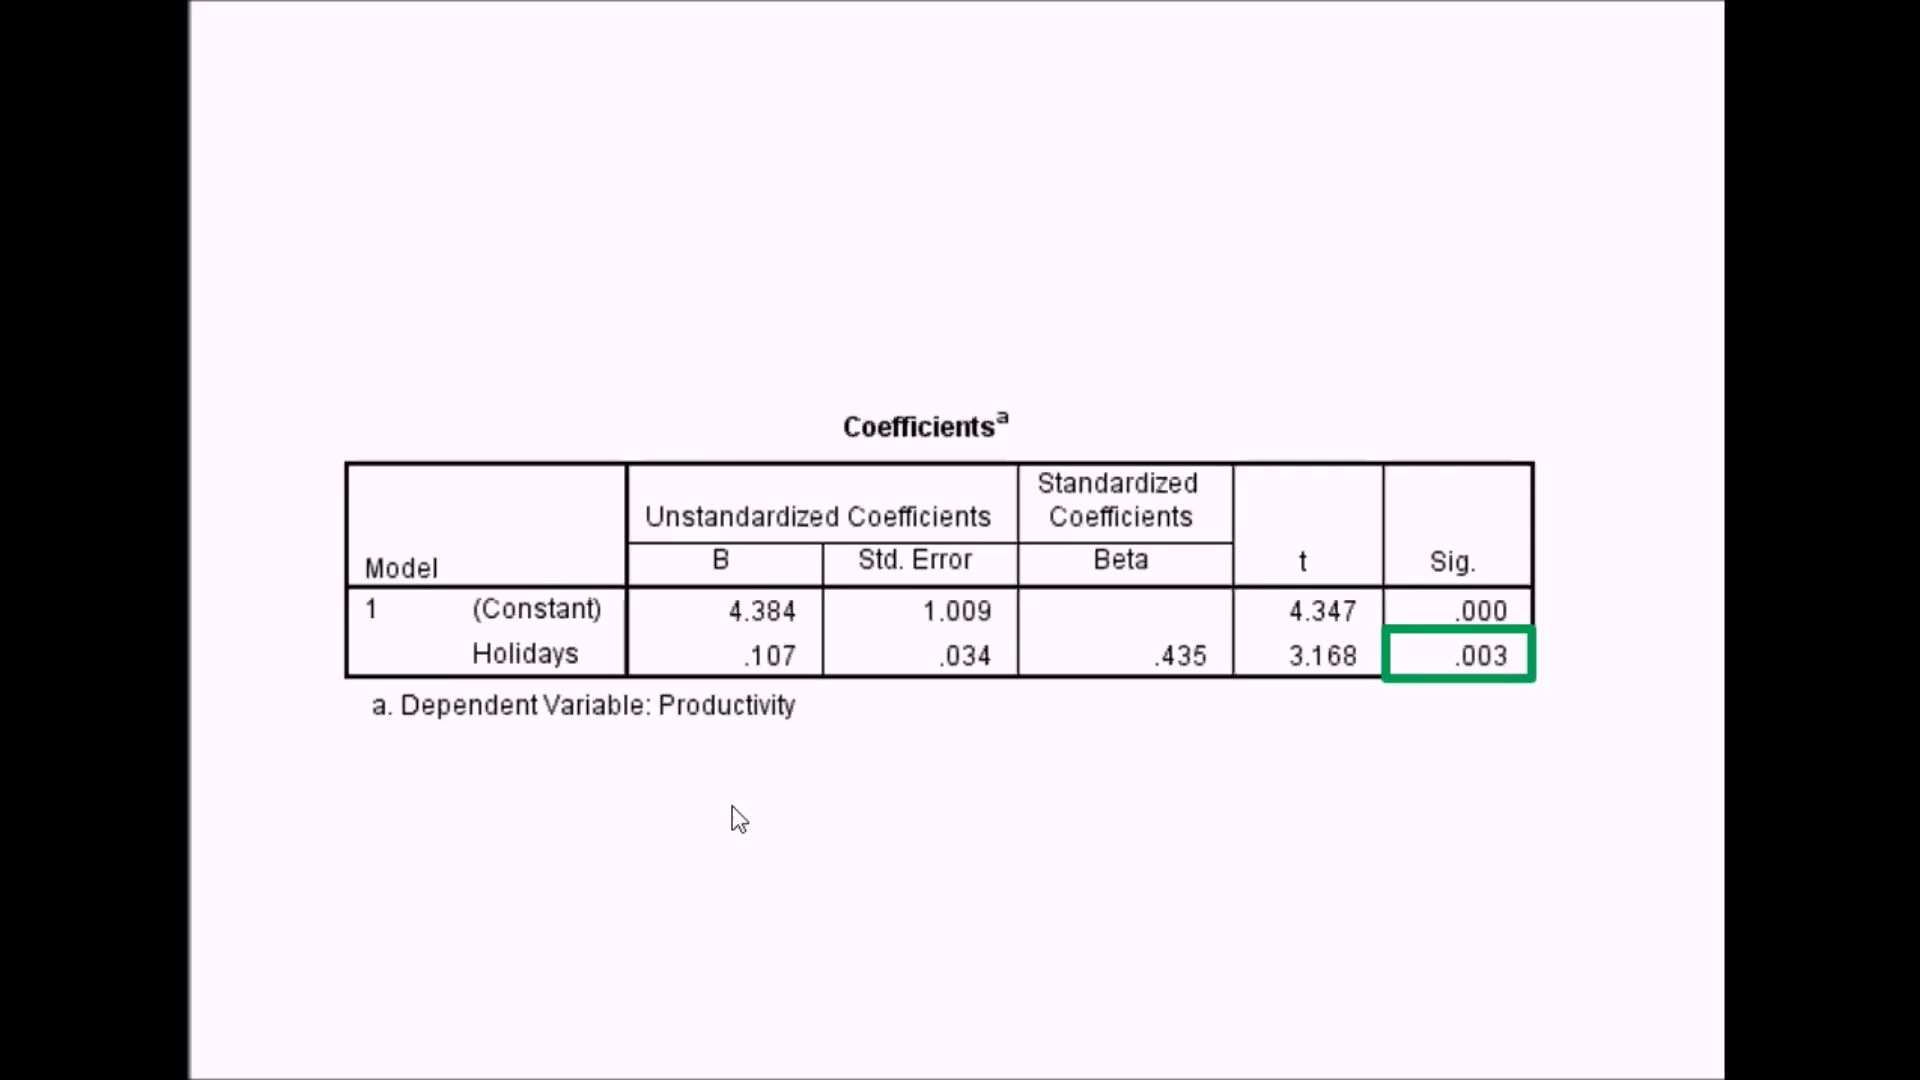 Coefficientsa
Model Unstandardized Coefficients Standardized Coefficients t Sig.
B Std. Error Beta
1 (Constant) 4.384 1.009 4.347 .000
Holidays .107 .034 .435 3.168 .003
a. Dependent Variable: Productivity